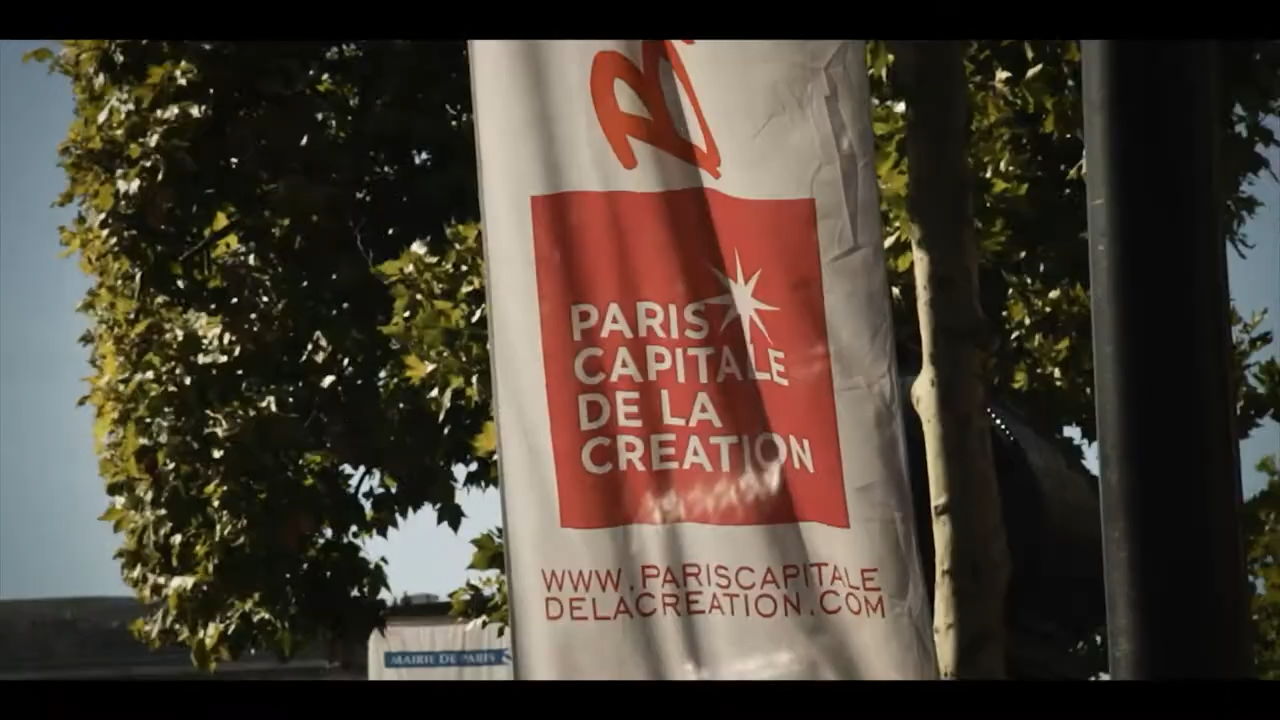 B
PARIS
CAPITALE
DE LA
CREATION
WWW.PARISCAPITALE
DELACREATION.COM
MAIRIE DE PARIS